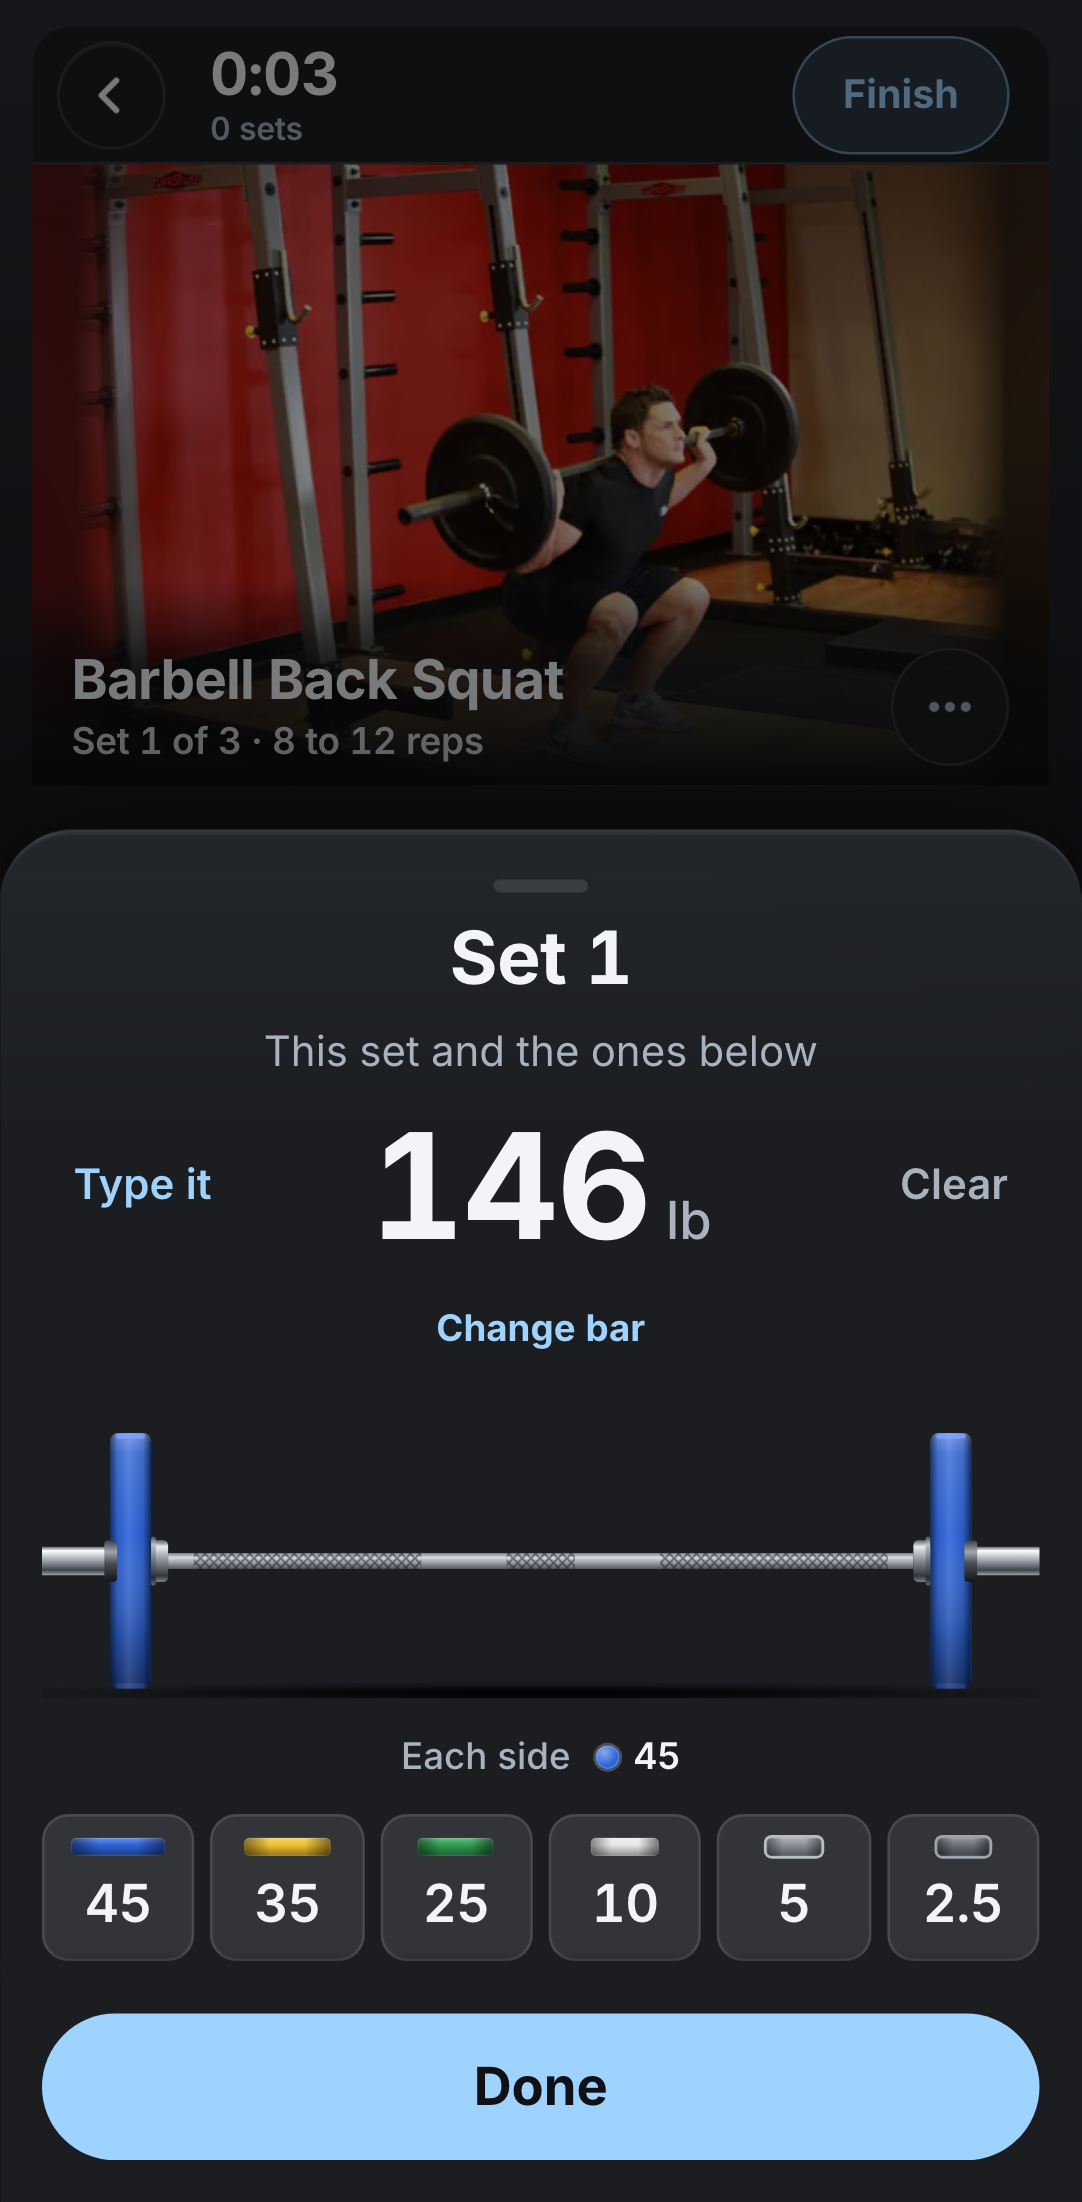 0:03
0 sets
Finish
Barbell Back Squat
Set 1 of 3 · 8 to 12 reps
Set 1
This set and the ones below
Type it
146 lb
Clear
Change bar
Each side 45
45 35 25 10 5 2.5
Done